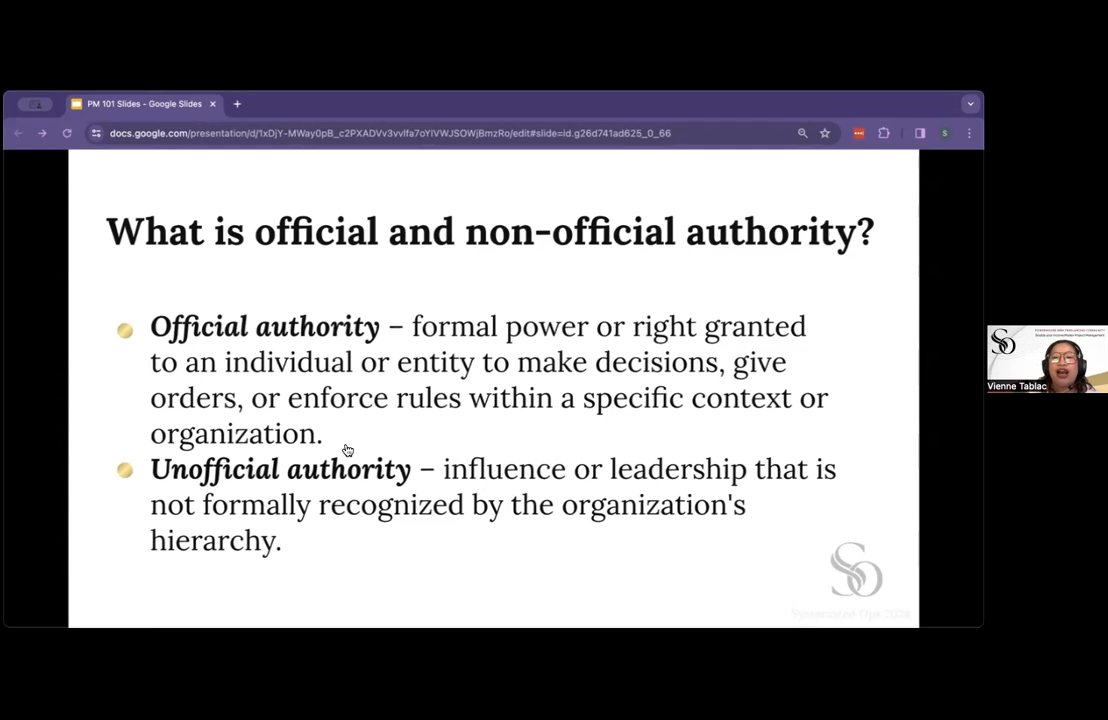 PM 101 Slides - Google Slides
docs.google.com/presentation/d/1xDjY-MWay0pB_c2PXADVv3vvlfa7oYlVWJSOWjBmzRo/edit#slide=id.g26d741ad625_0_66
S
What is official and non-official authority?
Official authority – formal power or right granted
to an individual or entity to make decisions, give
orders, or enforce rules within a specific context or
organization.
Unofficial authority – influence or leadership that is
not formally recognized by the organization's
hierarchy.
SO
Vienne Tablac